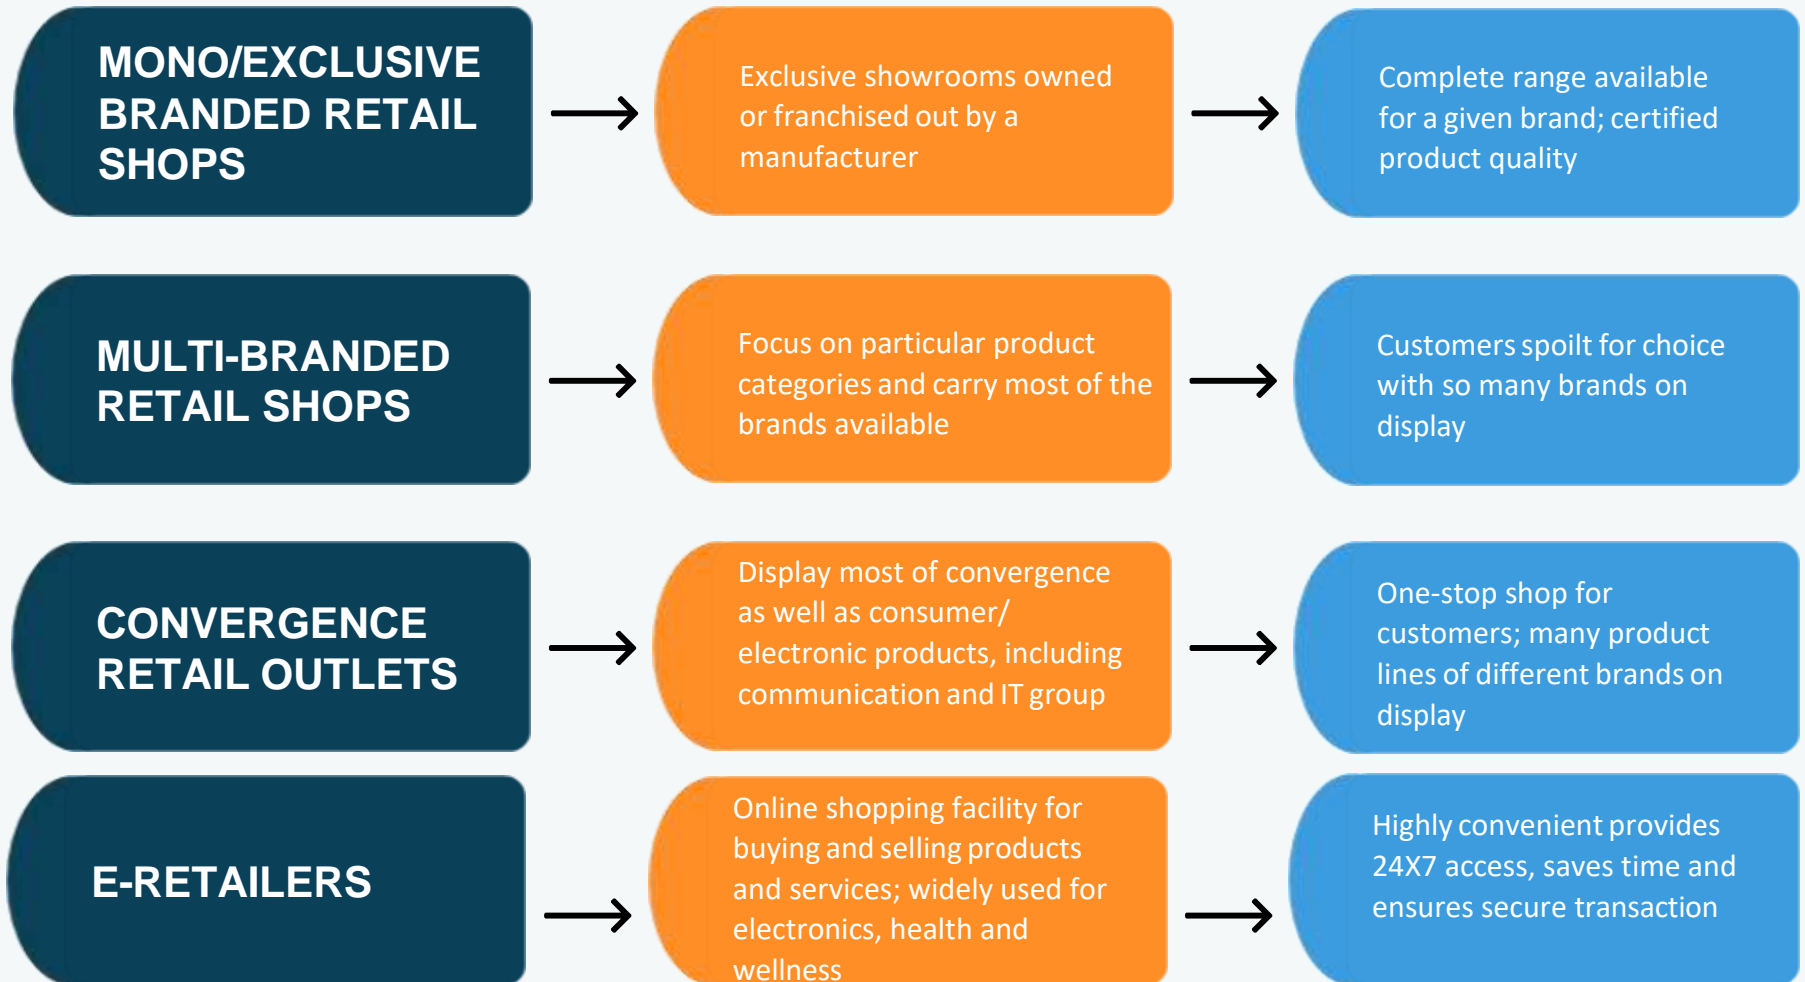 MONO/EXCLUSIVE
BRANDED RETAIL
SHOPS
Exclusive showrooms owned
or franchised out by a
manufacturer
Complete range available
for a given brand; certified
product quality
MULTI-BRANDED
RETAIL SHOPS
Focus on particular product
categories and carry most of the
brands available
Customers spoilt for choice
with so many brands on
display
CONVERGENCE
RETAIL OUTLETS
Display most of convergence
as well as consumer/
electronic products, including
communication and IT group
One-stop shop for
customers; many product
lines of different brands on
display
E-RETAILERS
Online shopping facility for
buying and selling products
and services; widely used for
electronics, health and
wellness
Highly convenient provides
24X7 access, saves time and
ensures secure transaction